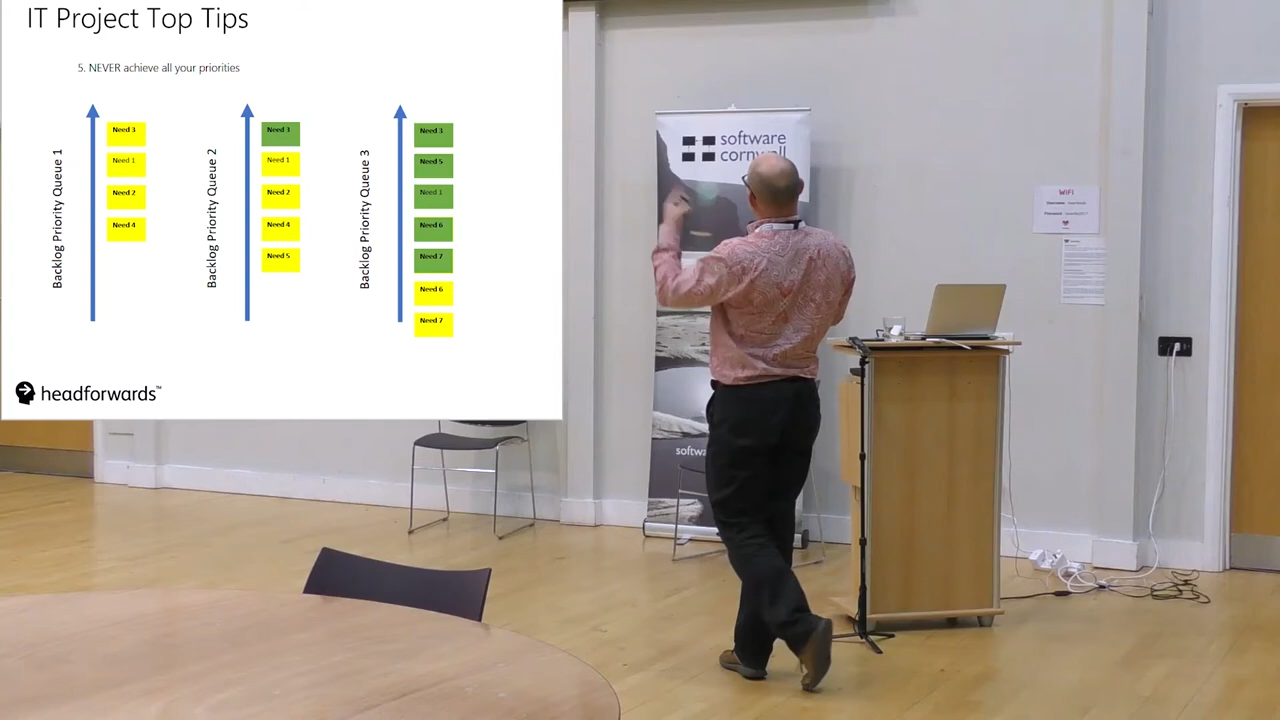 IT Project Top Tips
5. NEVER achieve all your priorities
Backlog Priority Queue 1
Need 3
Need 1
Need 2
Need 4
Backlog Priority Queue 2
Need 3
Need 1
Need 2
Need 4
Need 5
Backlog Priority Queue 3
Need 3
Need 5
Need 1
Need 6
Need 7
Need 6
Need 7
headforwards™
software
cornwall
softw
WiFi